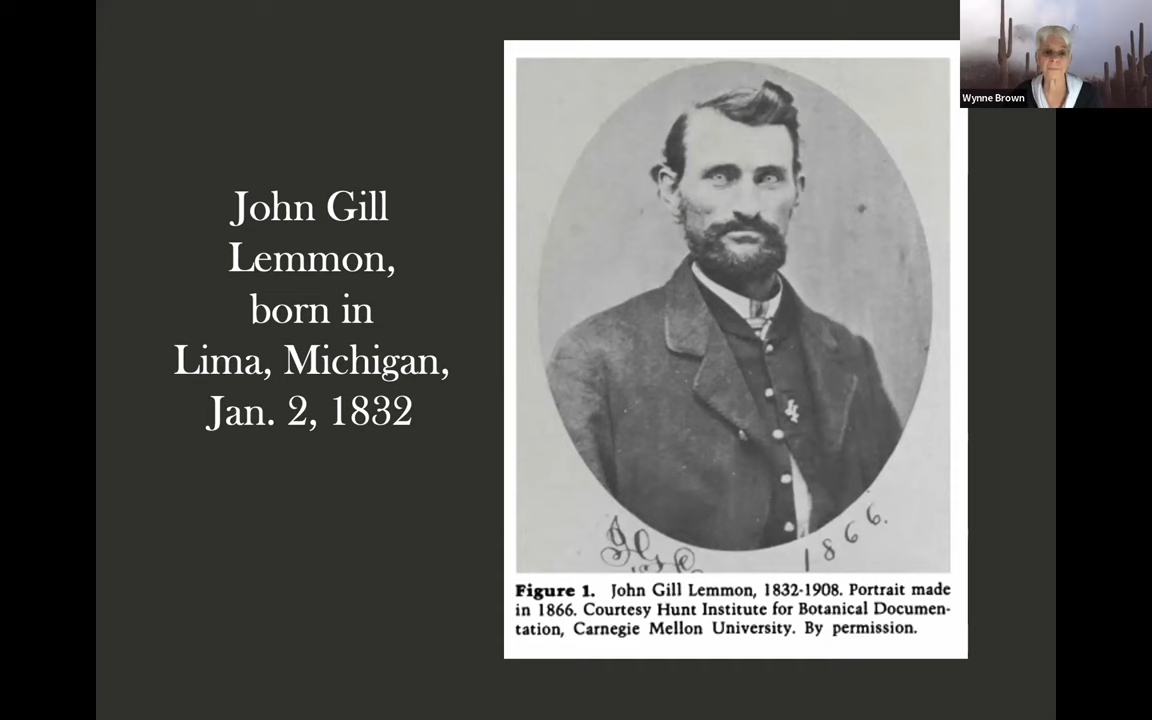 John Gill
Lemmon,
born in
Lima, Michigan,
Jan. 2, 1832
1866.
Figure 1. John Gill Lemmon, 1832-1908. Portrait made
in 1866. Courtesy Hunt Institute for Botanical Documen-
tation, Carnegie Mellon University. By permission.
Wynne Brown